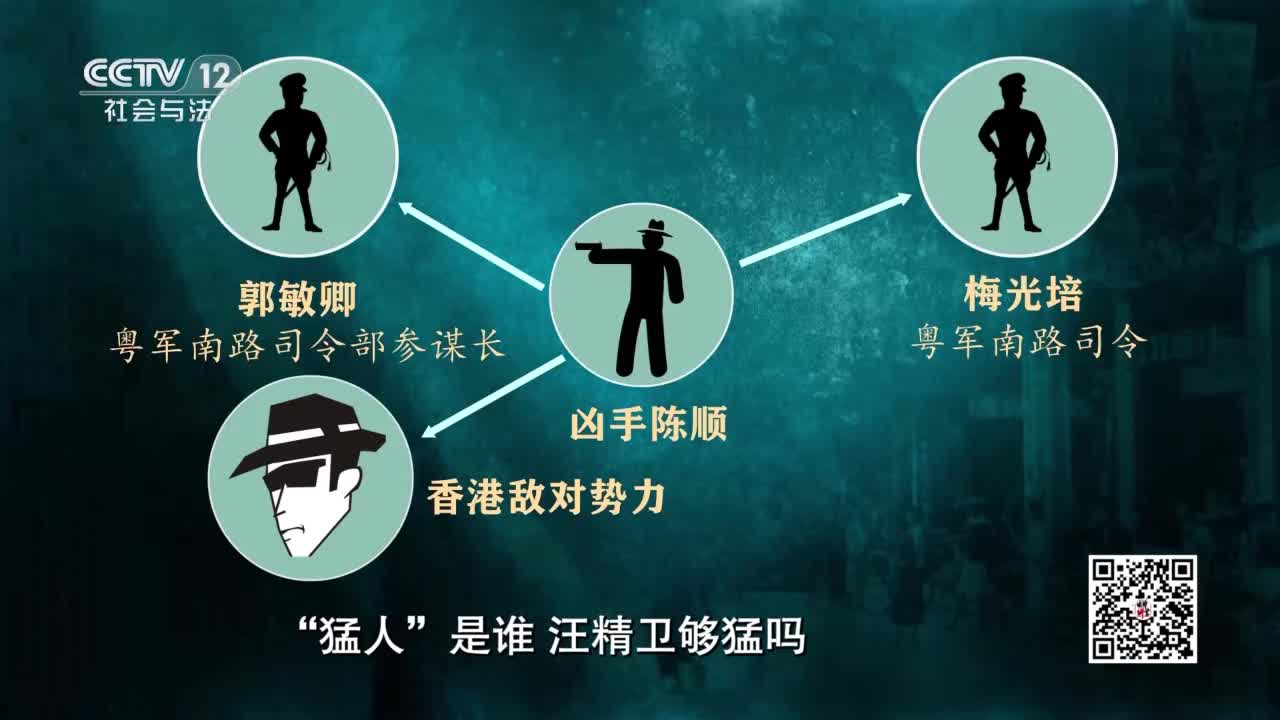 CCTV 12
社会与法
郭敏卿
粤军南路司令部参谋长
梅光培
粤军南路司令
凶手陈顺
香港敌对势力
“猛人”是谁 汪精卫够猛吗